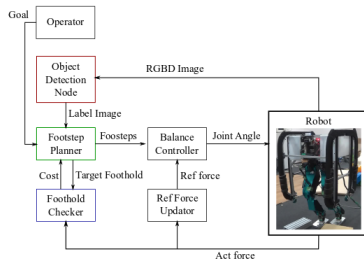 Goal
Operator
Object
Detection
Node
RGBD Image
Label Image
Footstep
Planner
Foosteps
Balance
Controller
Joint Angle
Robot
Cost
Target Foothold
Ref force
Foothold
Checker
Ref Force
Updator
Act force